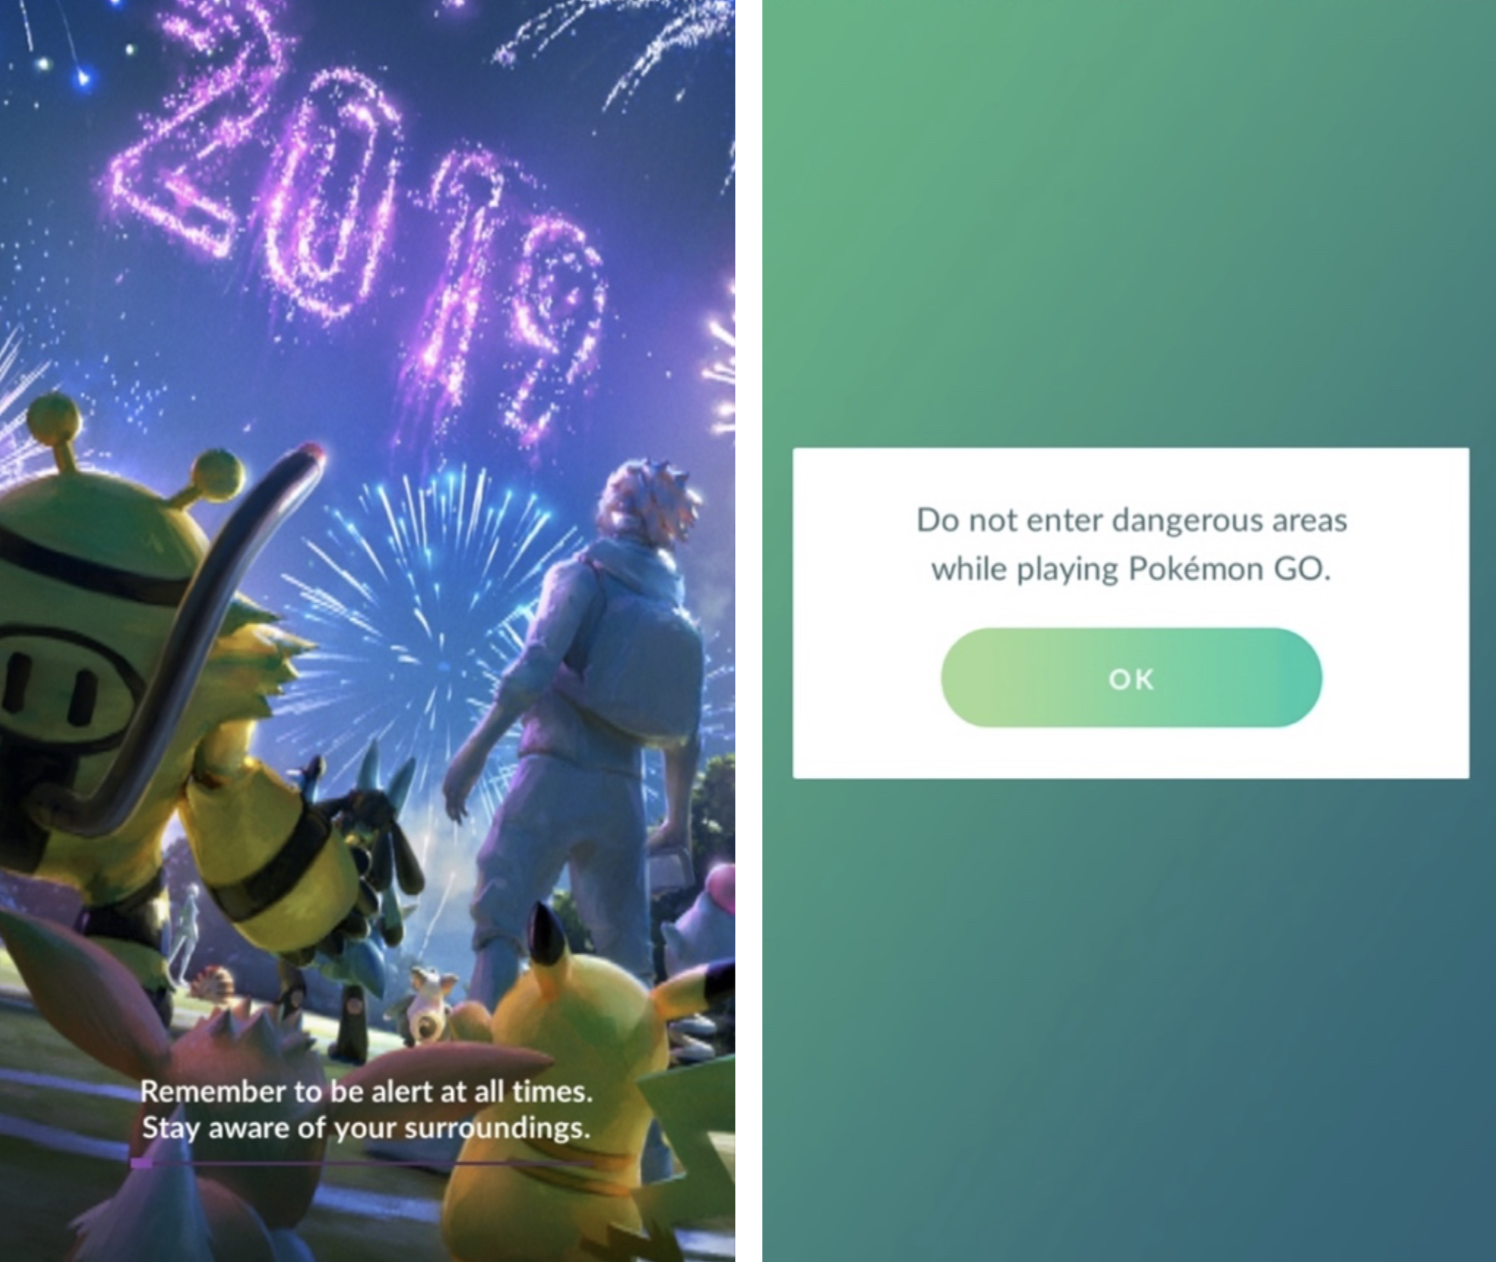 2019
Remember to be alert at all times.
Stay aware of your surroundings.
Do not enter dangerous areas
while playing Pokémon GO.
OK